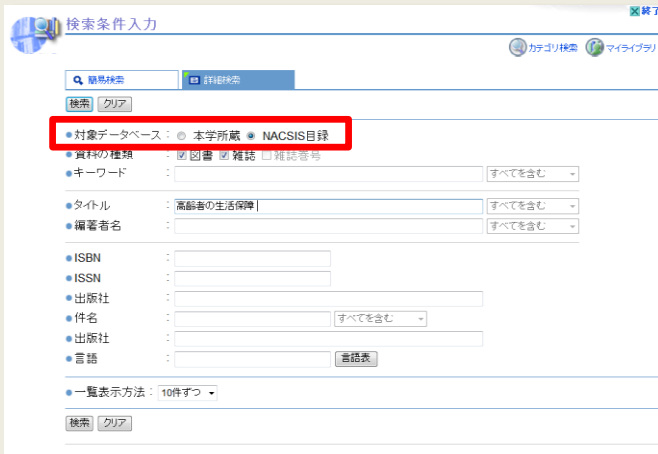 終了
検索条件入力
カテゴリ検索 マイライブラリ
簡易検索 詳細検索
検索 クリア
対象データベース : 本学所蔵 NACSIS目録
資料の種類 : 図書 雑誌 雑誌巻号
キーワード : すべてを含む
タイトル : 高齢者の生活保障 すべてを含む
編著者名 : すべてを含む
ISBN :
ISSN :
出版社 :
件名 : すべてを含む
出版社 :
言語 : 言語表
一覧表示方法 : 10件ずつ
検索 クリア